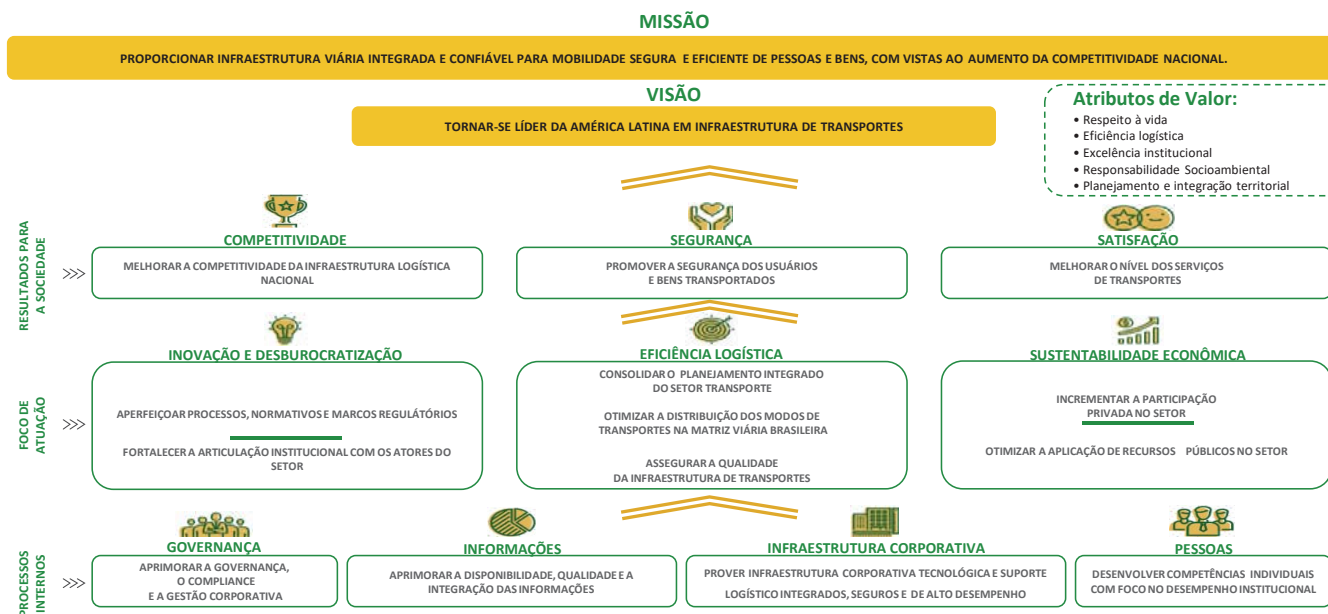 MISSÃO
PROPORCIONAR INFRAESTRUTURA VIÁRIA INTEGRADA E CONFIÁVEL PARA MOBILIDADE SEGURA E EFICIENTE DE PESSOAS E BENS, COM VISTAS AO AUMENTO DA COMPETITIVIDADE NACIONAL.
VISÃO
TORNAR-SE LÍDER DA AMÉRICA LATINA EM INFRAESTRUTURA DE TRANSPORTES
Atributos de Valor:
• Respeito à vida
• Eficiência logística
• Excelência institucional
• Responsabilidade Socioambiental
• Planejamento e integração territorial
RESULTADOS PARA
A SOCIEDADE
>>>
COMPETITIVIDADE
MELHORAR A COMPETITIVIDADE DA INFRAESTRUTURA LOGÍSTICA
NACIONAL
SEGURANÇA
PROMOVER A SEGURANÇA DOS USUÁRIOS
E BENS TRANSPORTADOS
SATISFAÇÃO
MELHORAR O NÍVEL DOS SERVIÇOS
DE TRANSPORTES
FOCO DE
ATUAÇÃO
>>>
INOVAÇÃO E DESBUROCRATIZAÇÃO
APERFEIÇOAR PROCESSOS, NORMATIVOS E MARCOS REGULÁTÓRIOS
FORTALECER A ARTICULAÇÃO INSTITUCIONAL COM OS ATORES DO
SETOR
EFICIÊNCIA LOGÍSTICA
CONSOLIDAR O PLANEJAMENTO INTEGRADO
DO SETOR TRANSPORTE
OTIMIZAR A DISTRIBUIÇÃO DOS MODOS DE
TRANSPORTES NA MATRIZ VIÁRIA BRASILEIRA
ASSEGURAR A QUALIDADE
DA INFRAESTRUTURA DE TRANSPORTES
SUSTENTABILIDADE ECONÔMICA
INCREMENTAR A PARTICIPAÇÃO
PRIVADA NO SETOR
OTIMIZAR A APLICAÇÃO DE RECURSOS PÚBLICOS NO SETOR
PROCESSOS
INTERNOS
>>>
GOVERNANÇA
APRIMORAR A GOVERNANÇA,
O COMPLIANCE
E A GESTÃO CORPORATIVA
INFORMAÇÕES
APRIMORAR A DISPONIBILIDADE, QUALIDADE E A
INTEGRAÇÃO DAS INFORMAÇÕES
INFRAESTRUTURA CORPORATIVA
PROVER INFRAESTRUTURA CORPORATIVA TECNOLÓGICA E SUPORTE
LOGÍSTICO INTEGRADOS, SEGUROS E DE ALTO DESEMPENHO
PESSOAS
DESENVOLVER COMPETÊNCIAS INDIVIDUAIS
COM FOCO NO DESEMPENHO INSTITUCIONAL